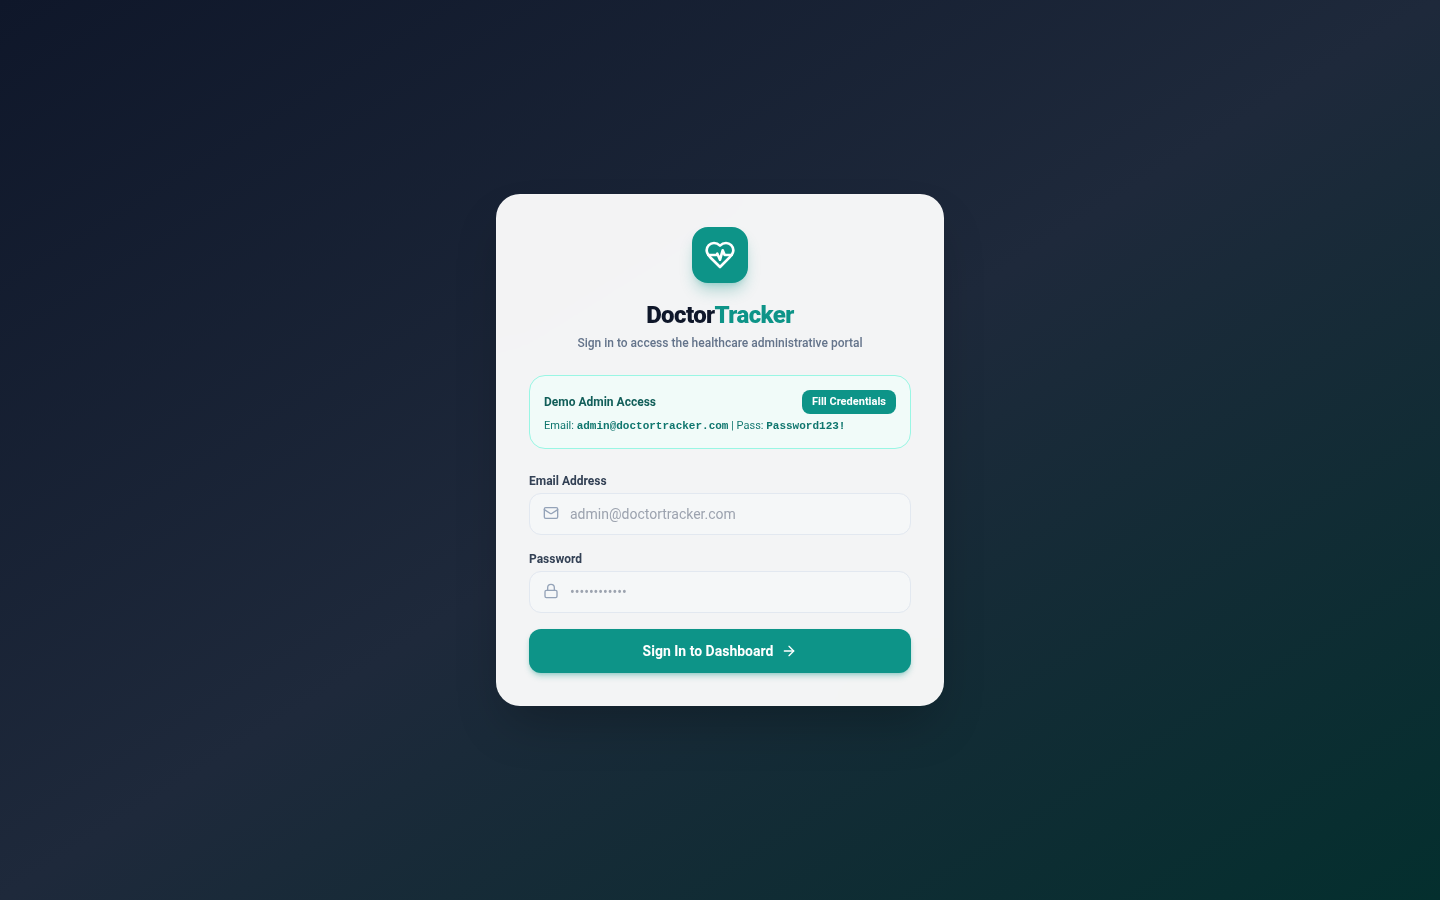 DoctorTracker
Sign in to access the healthcare administrative portal
Demo Admin Access
Fill Credentials
Email: admin@doctortracker.com | Pass: Password123!
Email Address
admin@doctortracker.com
Password
••••••••••••
Sign In to Dashboard →